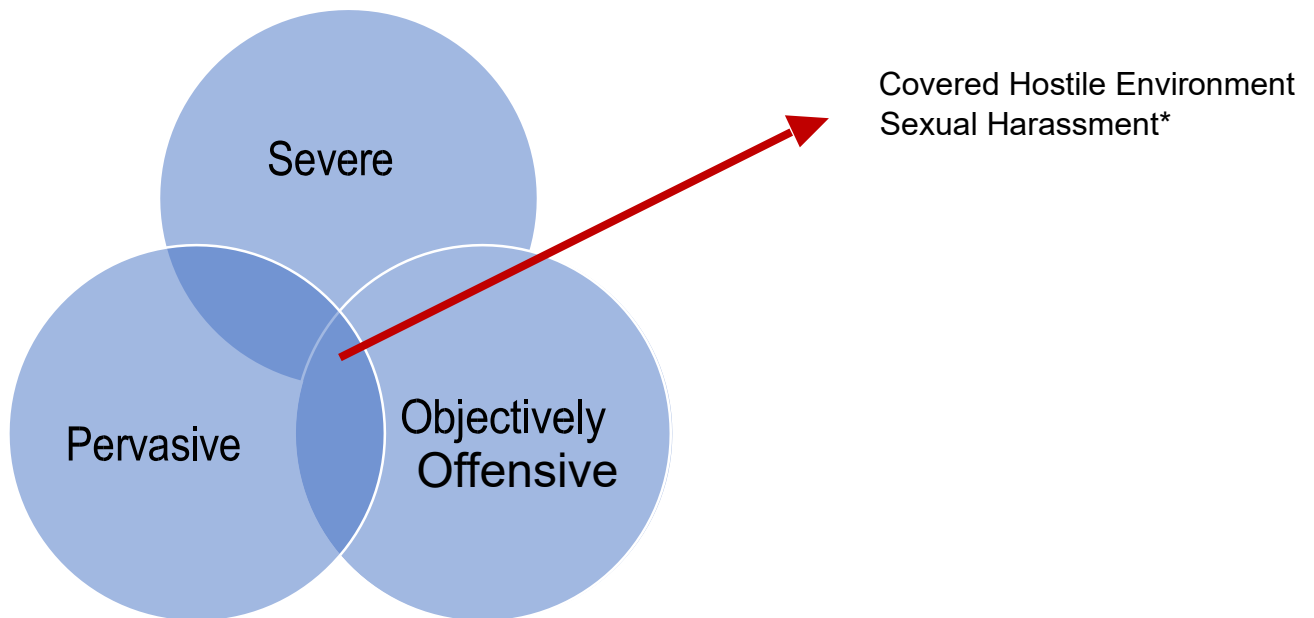 Covered Hostile Environment
Sexual Harassment*
Severe
Pervasive
Objectively
Offensive